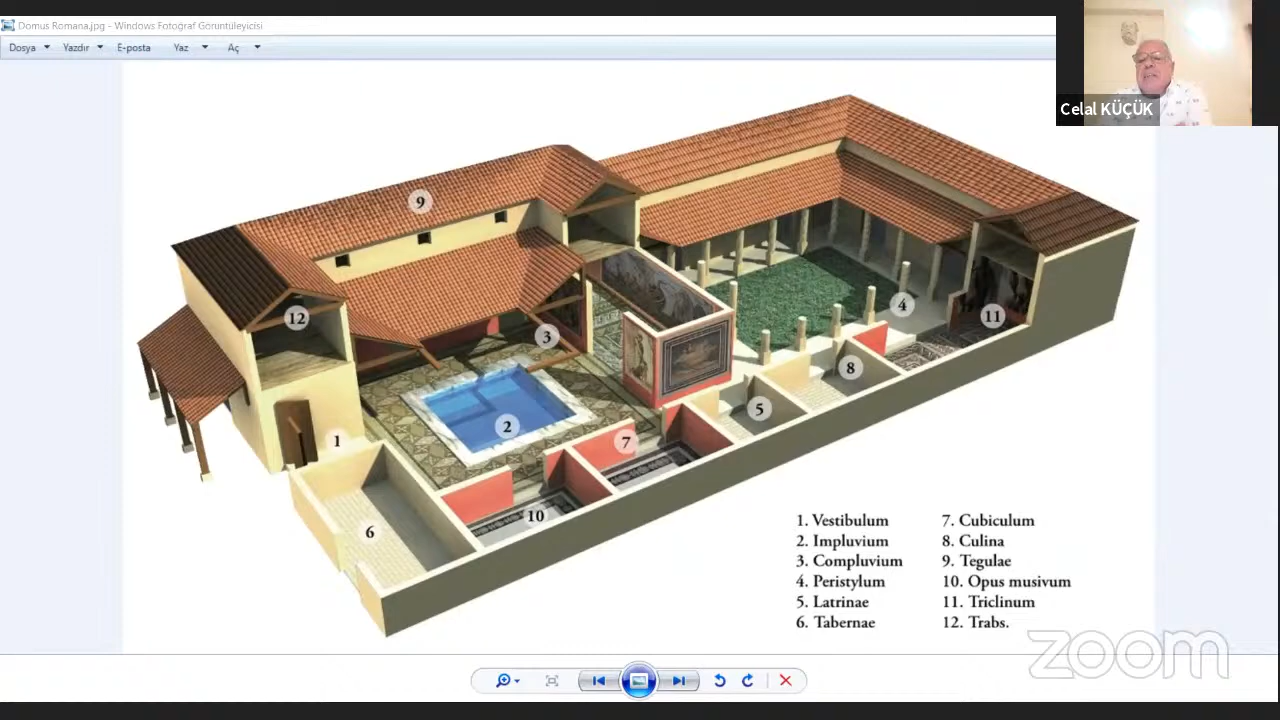 Domus Romana.jpg - Windows Fotoğraf Görüntüleyicisi
Dosya Yazdır E-posta Yaz Aç
Celal KÜÇÜK
9
12
3
4
11
8
5
2
1
7
10
6
1. Vestibulum
2. Impluvium
3. Compluvium
4. Peristylum
5. Latrinae
6. Tabernae
7. Cubiculum
8. Culina
9. Tegulae
10. Opus musivum
11. Triclinum
12. Trabs.
zoom